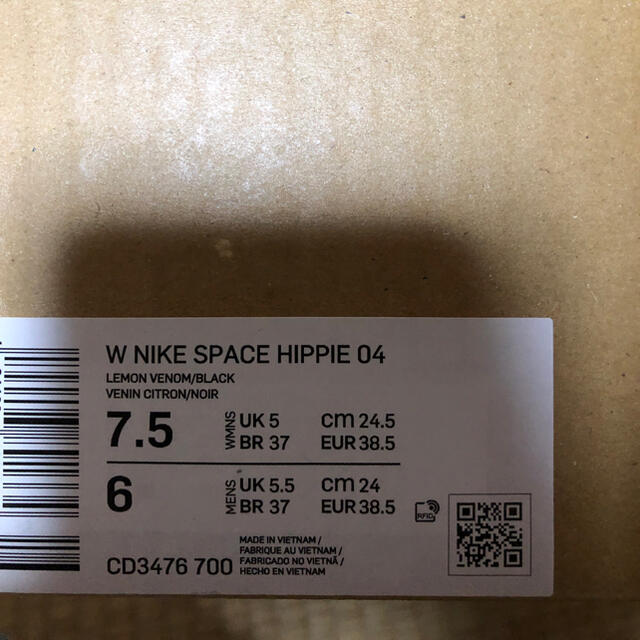 W NIKE SPACE HIPPIE 04
LEMON VENOM/BLACK
VENIN CITRON/NOIR
7.5 WMNS UK 5 CM 24.5
BR 37 EUR 38.5
6 MENS UK 5.5 CM 24
BR 37 EUR 38.5
RFID
CD3476 700
MADE IN VIETNAM /
FABRIQUE AU VIETNAM /
FABRICADO NO VIETNÃ /
HECHO EN VIETNAM